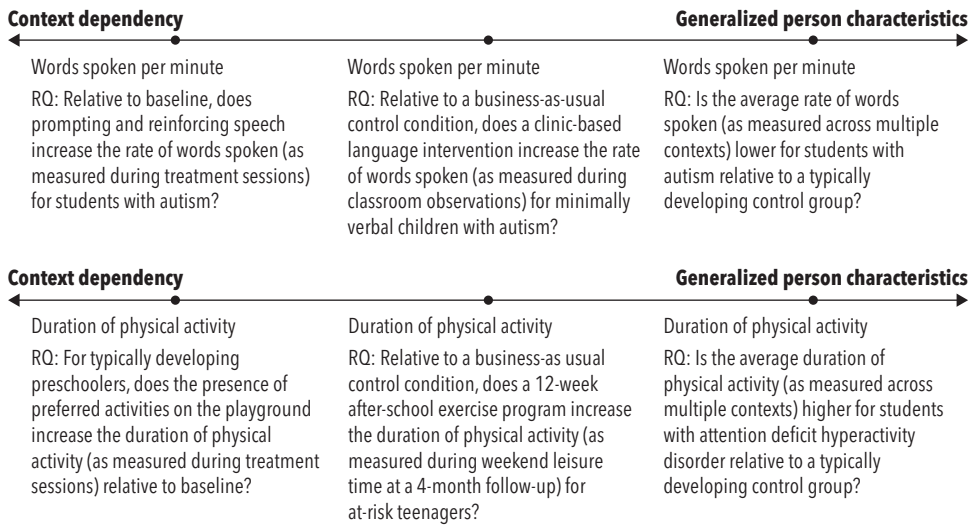 Context dependency
Generalized person characteristics
Words spoken per minute
RQ: Relative to baseline, does
prompting and reinforcing speech
increase the rate of words spoken (as
measured during treatment sessions)
for students with autism?
Words spoken per minute
RQ: Relative to a business-as-usual
control condition, does a clinic-based
language intervention increase the rate
of words spoken (as measured during
classroom observations) for minimally
verbal children with autism?
Words spoken per minute
RQ: Is the average rate of words
spoken (as measured across multiple
contexts) lower for students with
autism relative to a typically
developing control group?
Context dependency
Generalized person characteristics
Duration of physical activity
RQ: For typically developing
preschoolers, does the presence of
preferred activities on the playground
increase the duration of physical
activity (as measured during treatment
sessions) relative to baseline?
Duration of physical activity
RQ: Relative to a business-as usual
control condition, does a 12-week
after-school exercise program increase
the duration of physical activity (as
measured during weekend leisure
time at a 4-month follow-up) for
at-risk teenagers?
Duration of physical activity
RQ: Is the average duration of
physical activity (as measured across
multiple contexts) higher for students
with attention deficit hyperactivity
disorder relative to a typically
developing control group?